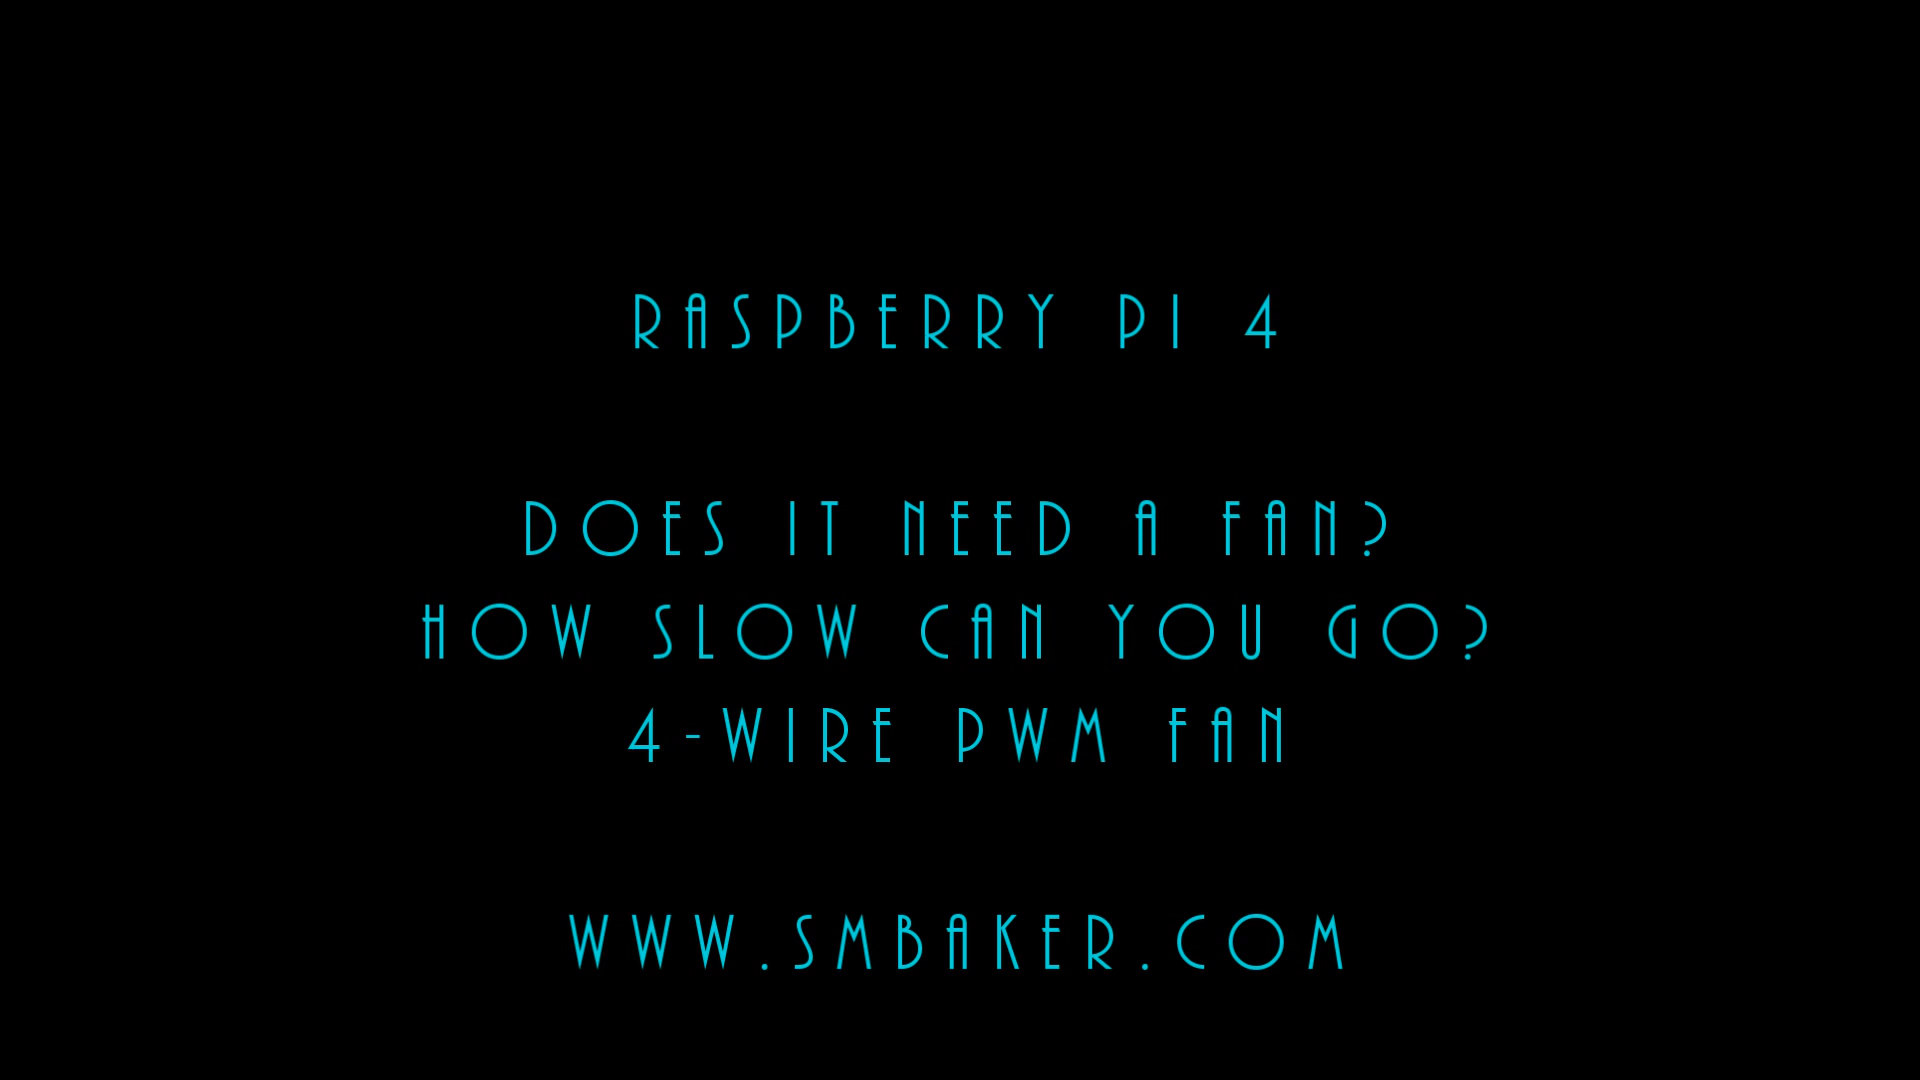 RASPBERRY PI 4
DOES IT NEED A FAN?
HOW SLOW CAN YOU GO?
4-WIRE PWM FAN
WWW.SMBAKER.COM